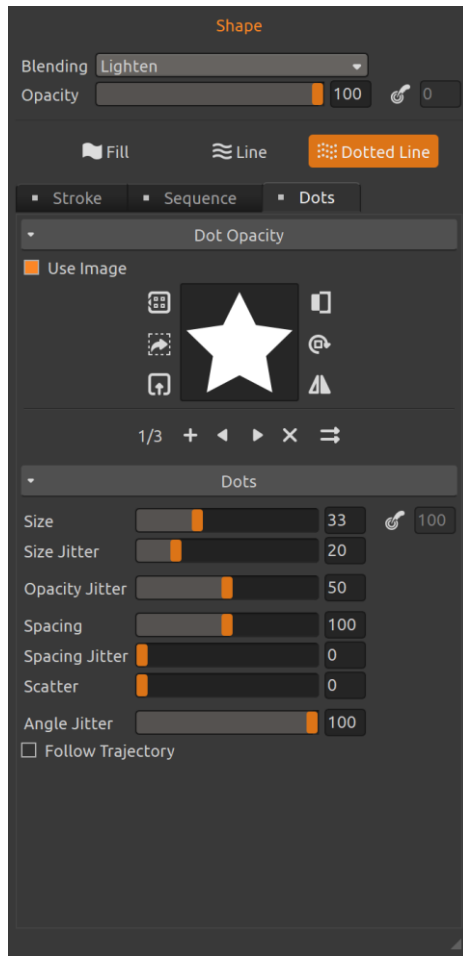 Shape
Blending Lighten
Opacity 100 0
Fill Line Dotted Line
Stroke Sequence Dots
Dot Opacity
Use Image
1/3
Dots
Size 33 100
Size Jitter 20
Opacity Jitter 50
Spacing 100
Spacing Jitter 0
Scatter 0
Angle Jitter 100
Follow Trajectory